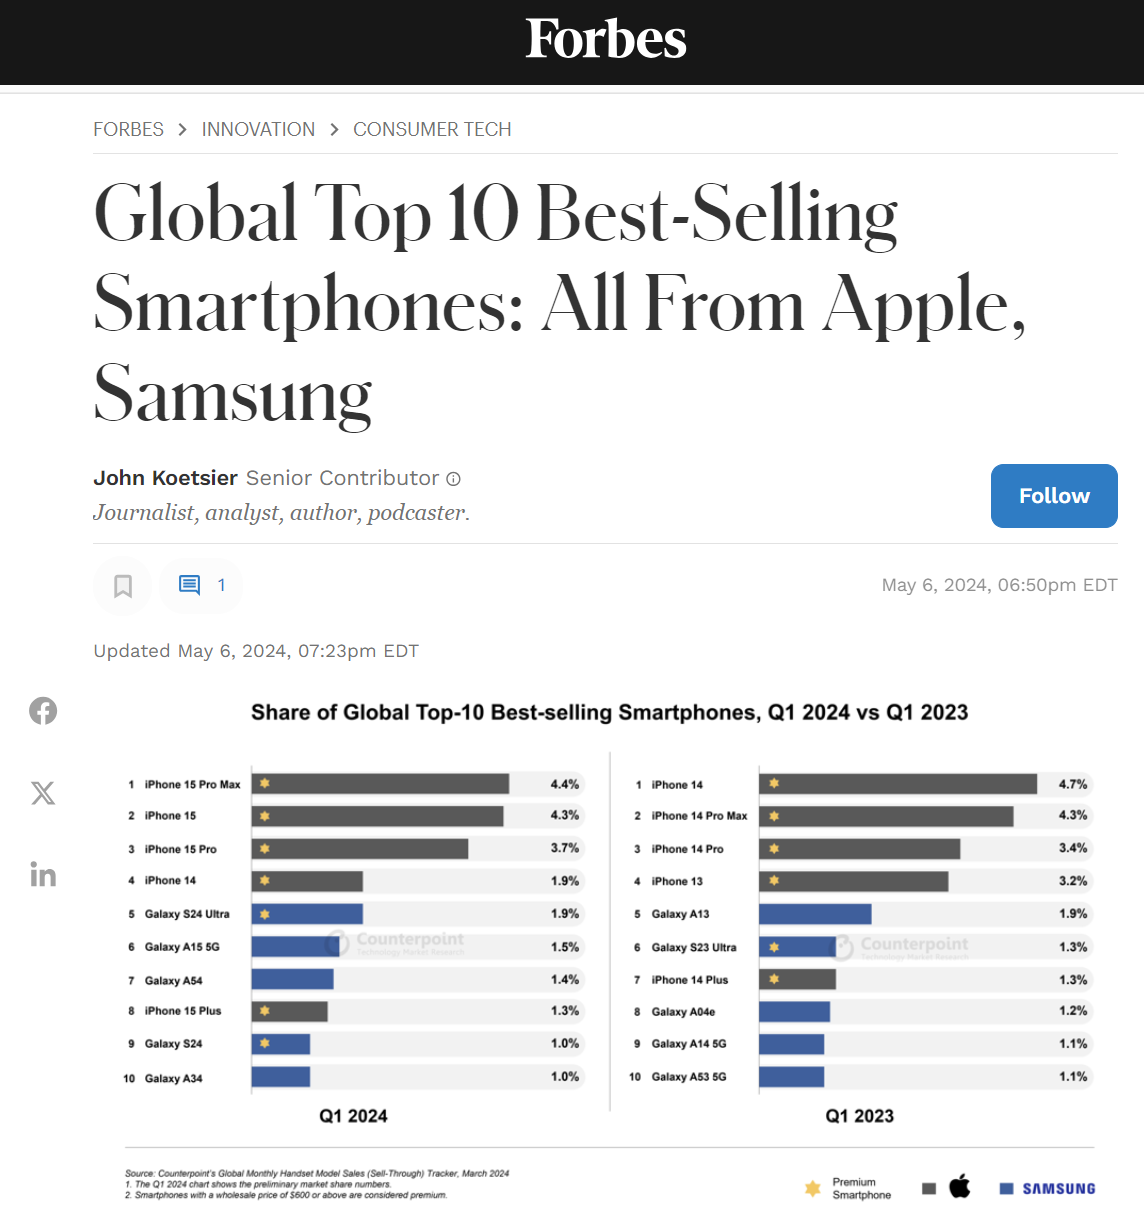 Forbes
FORBES > INNOVATION > CONSUMER TECH
Global Top 10 Best-Selling
Smartphones: All From Apple,
Samsung
John Koetsier Senior Contributor
Journalist, analyst, author, podcaster.
Follow
1
May 6, 2024, 06:50pm EDT
Updated May 6, 2024, 07:23pm EDT
Share of Global Top-10 Best-selling Smartphones, Q1 2024 vs Q1 2023
1 iPhone 15 Pro Max 4.4%
2 iPhone 15 4.3%
3 iPhone 15 Pro 3.7%
4 iPhone 14 1.9%
5 Galaxy S24 Ultra 1.9%
6 Galaxy A15 5G 1.5%
7 Galaxy A54 1.4%
8 iPhone 15 Plus 1.3%
9 Galaxy S24 1.0%
10 Galaxy A34 1.0%
Counterpoint
Technology Market Research
Q1 2024
1 iPhone 14 4.7%
2 iPhone 14 Pro Max 4.3%
3 iPhone 14 Pro 3.4%
4 iPhone 13 3.2%
5 Galaxy A13 1.9%
6 Galaxy S23 Ultra 1.3%
7 iPhone 14 Plus 1.3%
8 Galaxy A04e 1.2%
9 Galaxy A14 5G 1.1%
10 Galaxy A53 5G 1.1%
Counterpoint
Technology Market Research
Q1 2023
Source: Counterpoint's Global Monthly Handset Model Sales (Sell-Through) Tracker, March 2024
1. The Q1 2024 chart shows the preliminary market share numbers.
2. Smartphones with a wholesale price of $600 or above are considered premium.
Premium
Smartphone
SAMSUNG